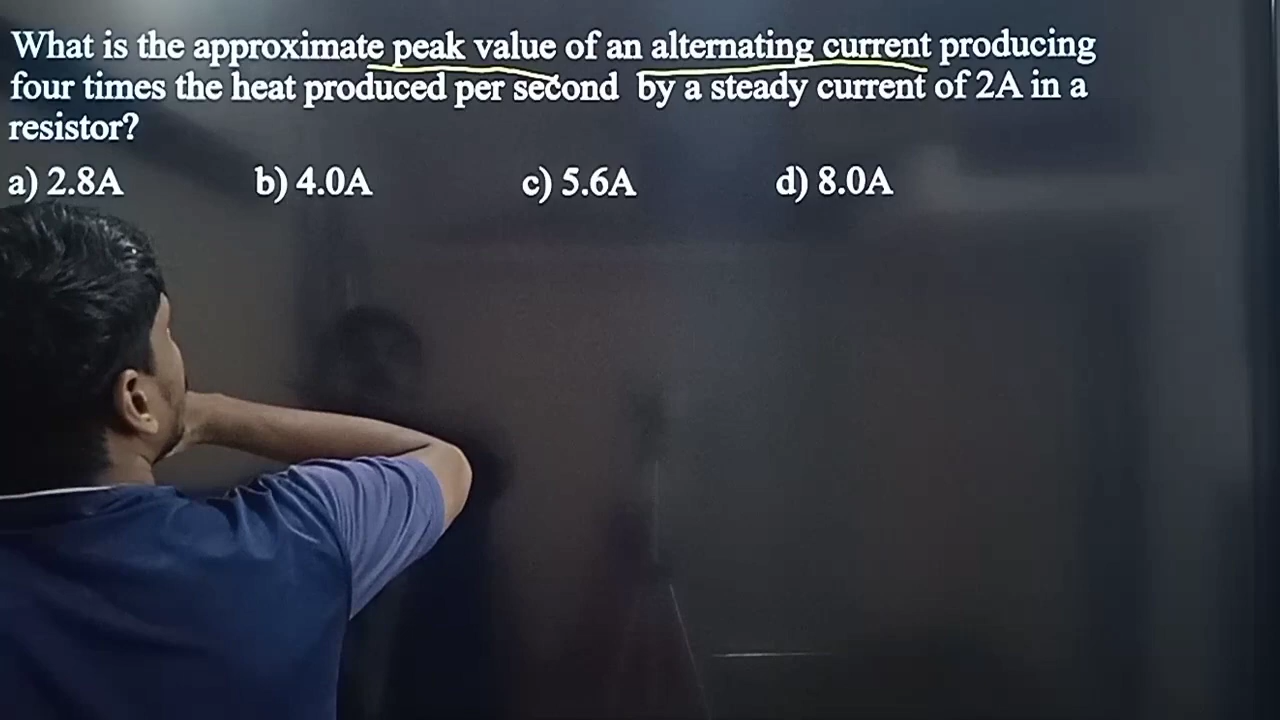 What is the approximate peak value of an alternating current producing
four times the heat produced per second by a steady current of 2A in a
resistor?
a) 2.8A b) 4.0A c) 5.6A d) 8.0A